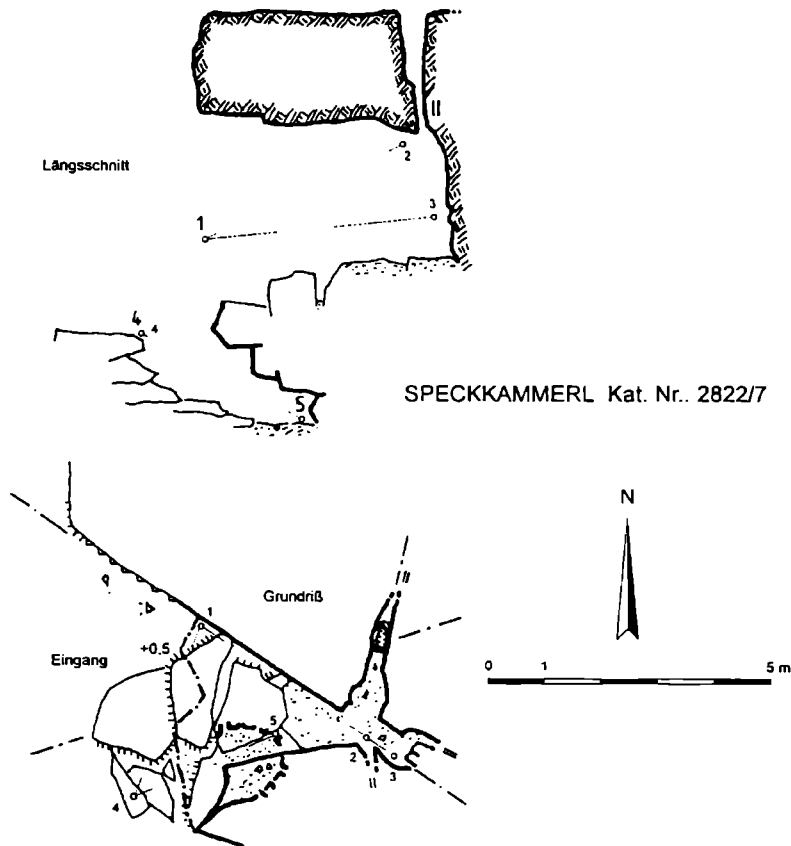 2
Längsschnitt
3
1
4 4
SPECKKAMMERL Kat. Nr.. 2822/7
5
N
Grundriß
1
Eingang
+0.5
0 1 5 m
5
2
3
4